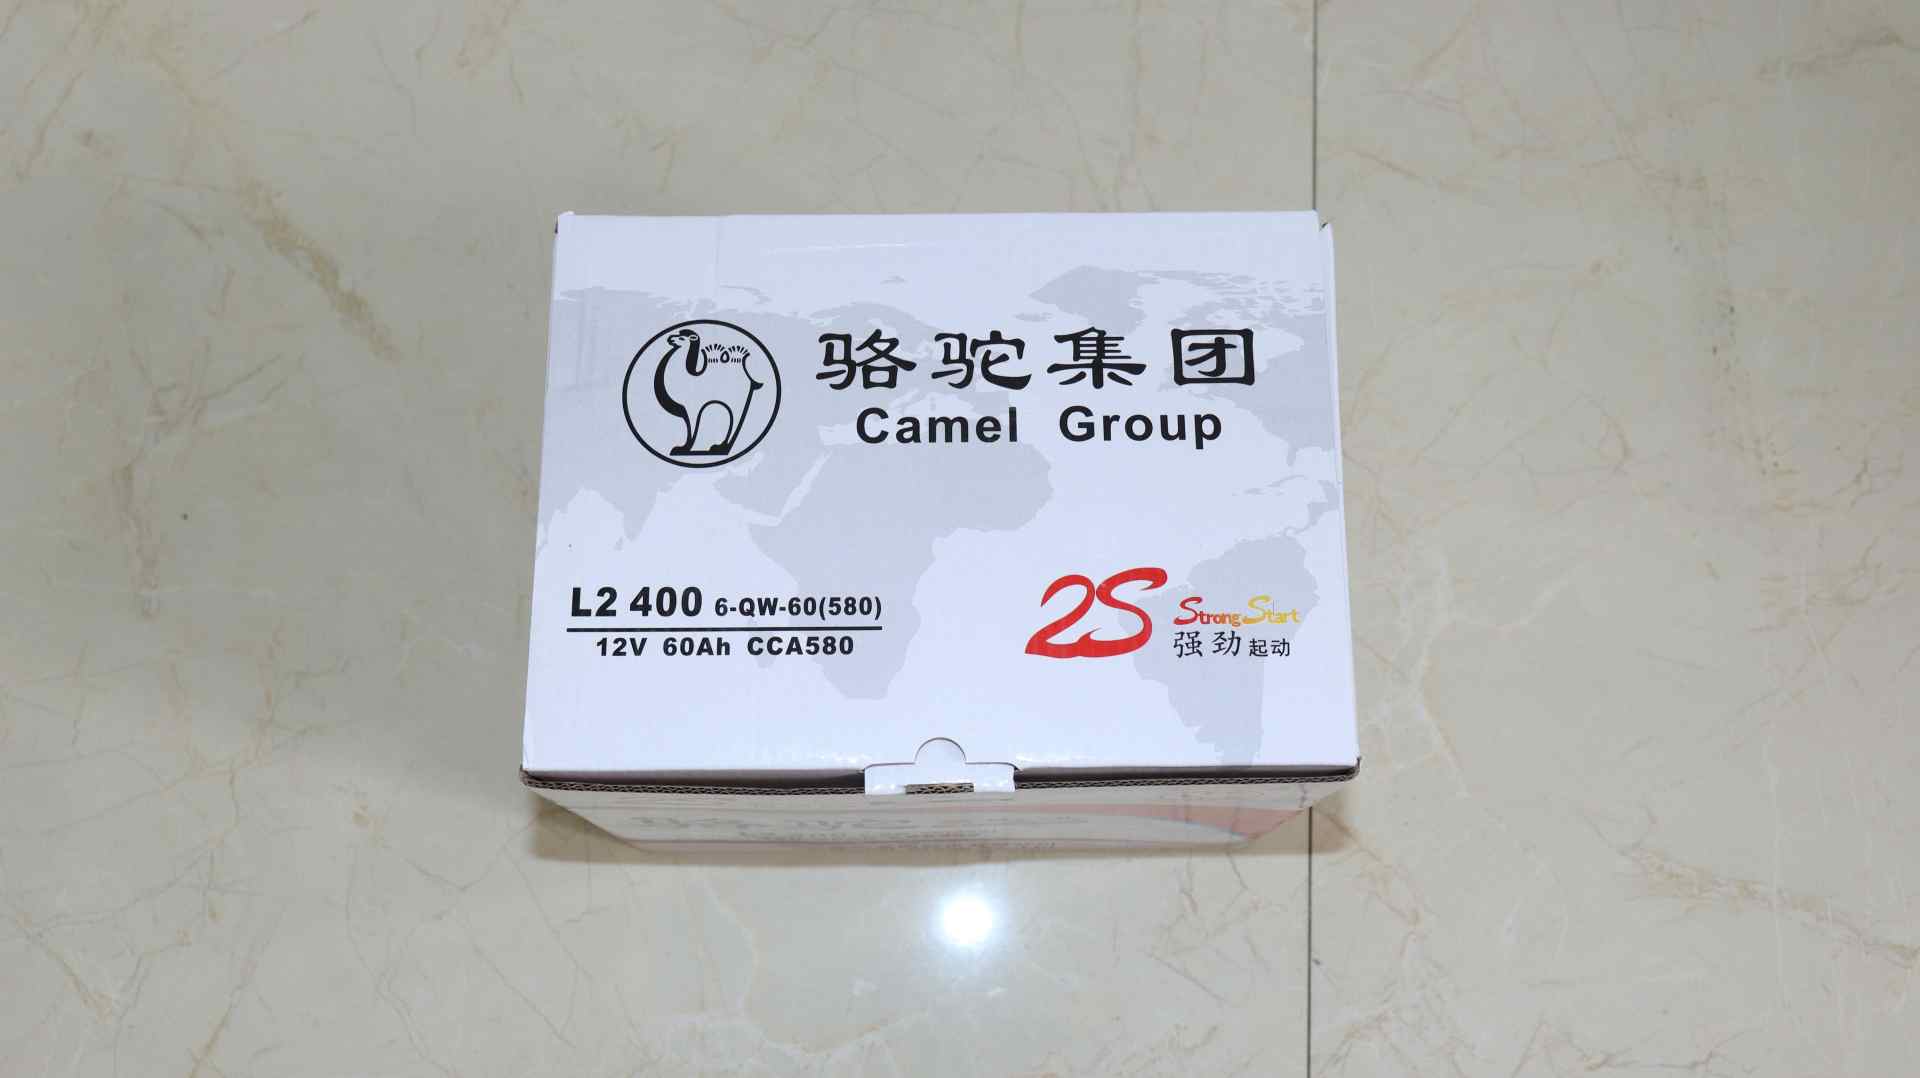 骆驼集团
Camel Group
L2 400 6-QW-60(580)
12V 60Ah CCA580
2S Strong Start
强劲起动